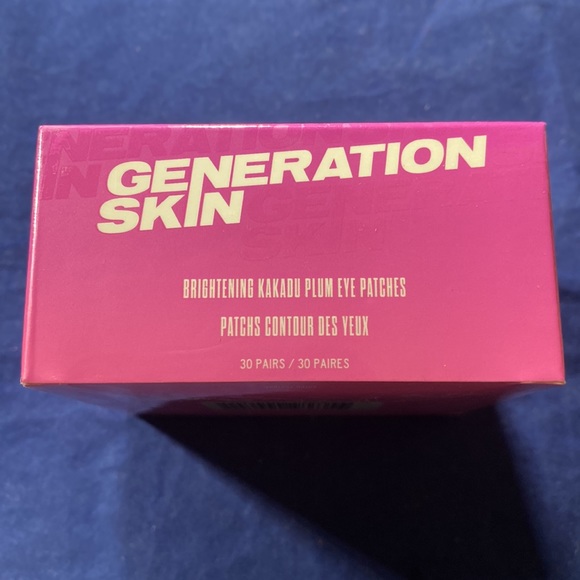 GENERATION
SKIN
BRIGHTENING KAKADU PLUM EYE PATCHES
PATCHS CONTOUR DES YEUX
30 PAIRS / 30 PAIRES